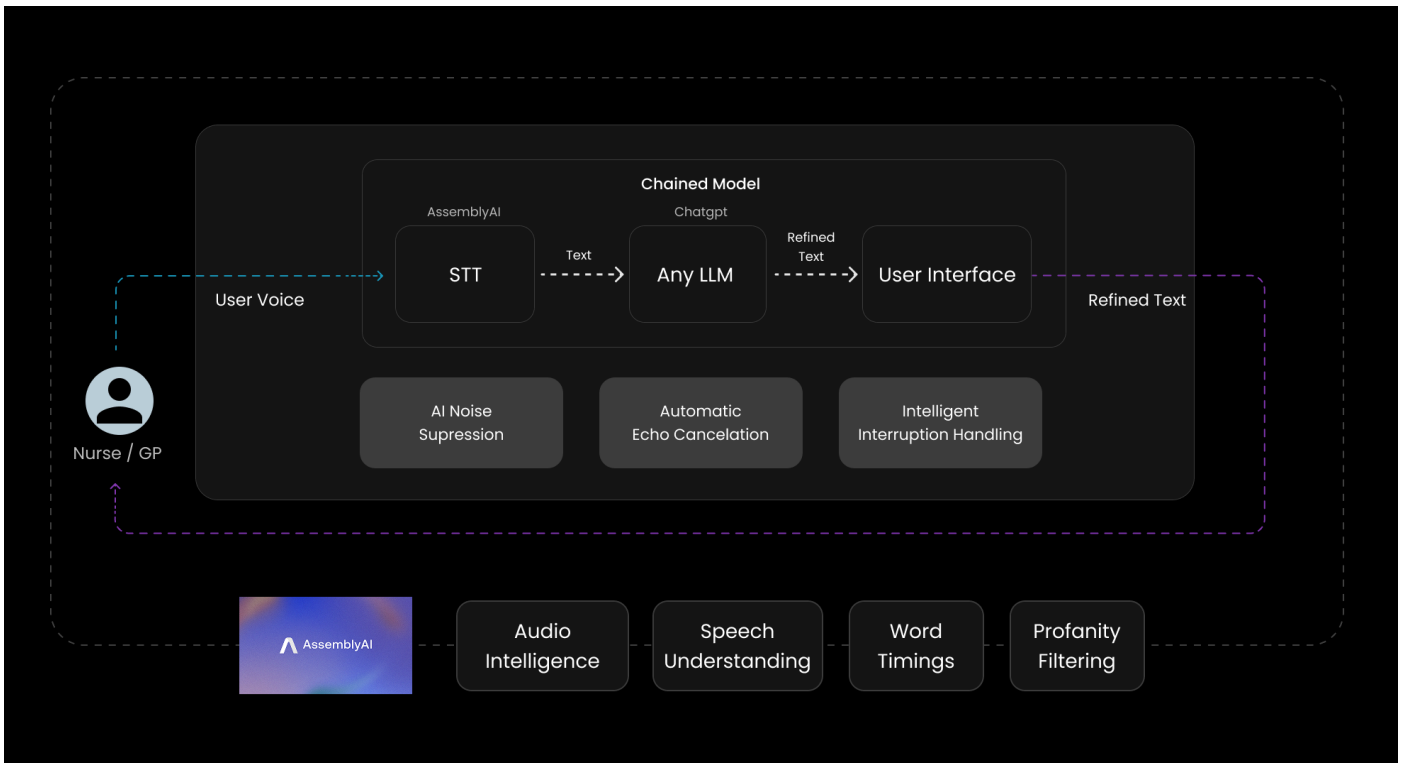 Chained Model
AssemblyAI
Chatgpt
STT
Text
Any LLM
Refined
Text
User Interface
User Voice
Refined Text
Nurse / GP
AI Noise
Supression
Automatic
Echo Cancelation
Intelligent
Interruption Handling
AssemblyAI
Audio
Intelligence
Speech
Understanding
Word
Timings
Profanity
Filtering